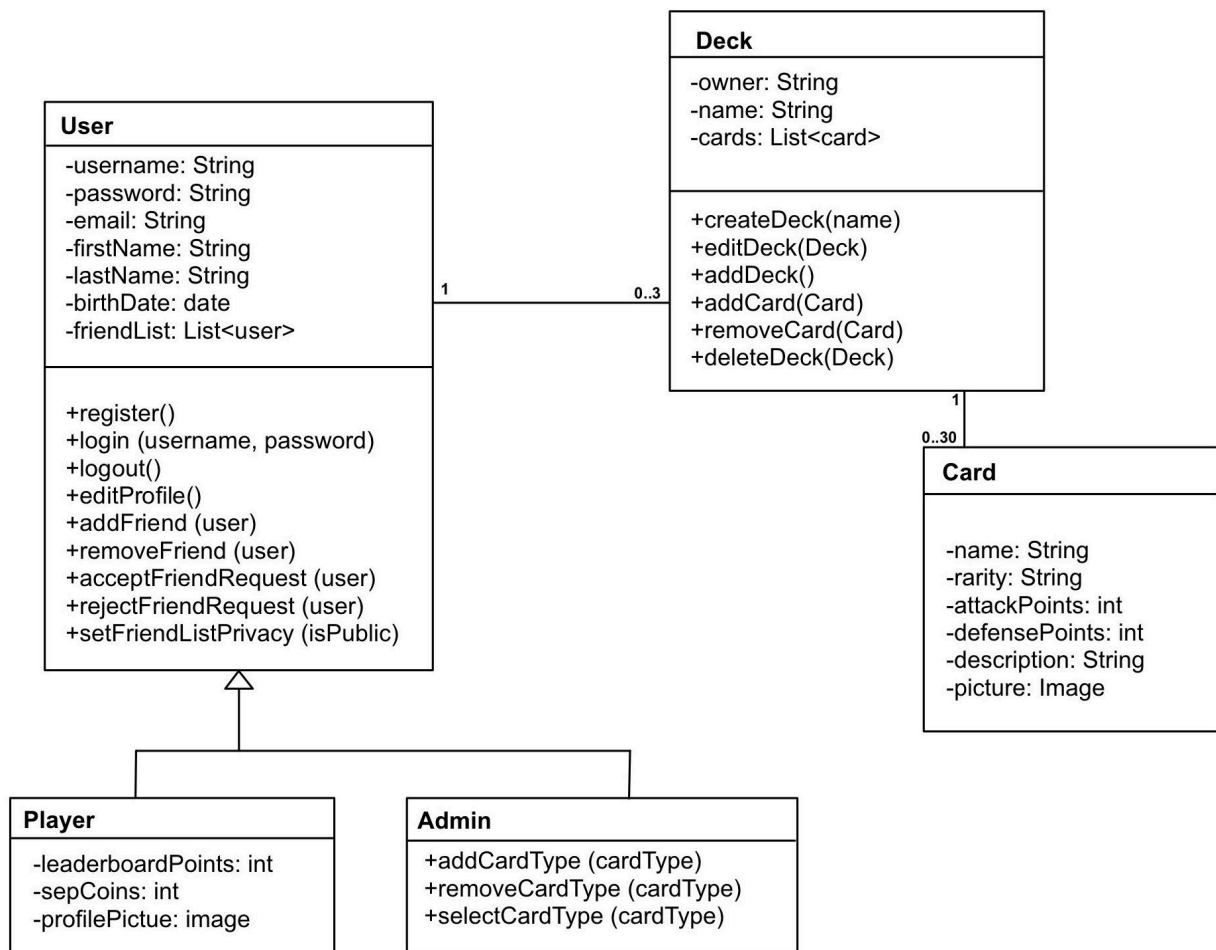 User
-username: String
-password: String
-email: String
-firstName: String
-lastName: String
-birthDate: date
-friendList: List<user>
+register()
+login (username, password)
+logout()
+editProfile()
+addFriend (user)
+removeFriend (user)
+acceptFriendRequest (user)
+rejectFriendRequest (user)
+setFriendListPrivacy (isPublic)
1
0..3
Deck
-owner: String
-name: String
-cards: List<card>
+createDeck(name)
+editDeck(Deck)
+addDeck()
+addCard(Card)
+removeCard(Card)
+deleteDeck(Deck)
1
0..30
Card
-name: String
-rarity: String
-attackPoints: int
-defensePoints: int
-description: String
-picture: Image
Player
-leaderboardPoints: int
-sepCoins: int
-profilePictue: image
Admin
+addCardType (cardType)
+removeCardType (cardType)
+selectCardType (cardType)